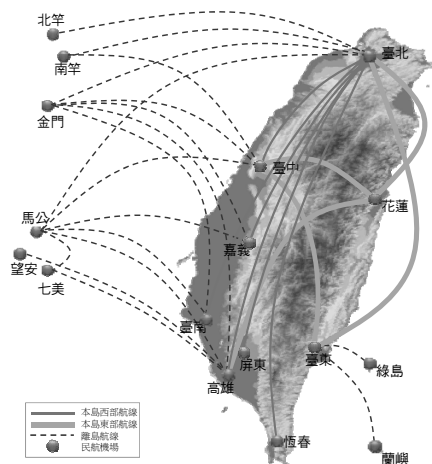 北竿
南竿
臺北
金門
臺中
花蓮
馬公
嘉義
望安
七美
臺南
屏東
臺東
綠島
高雄
恆春
蘭嶼
本島西部航線
本島東部航線
離島航線
民航機場